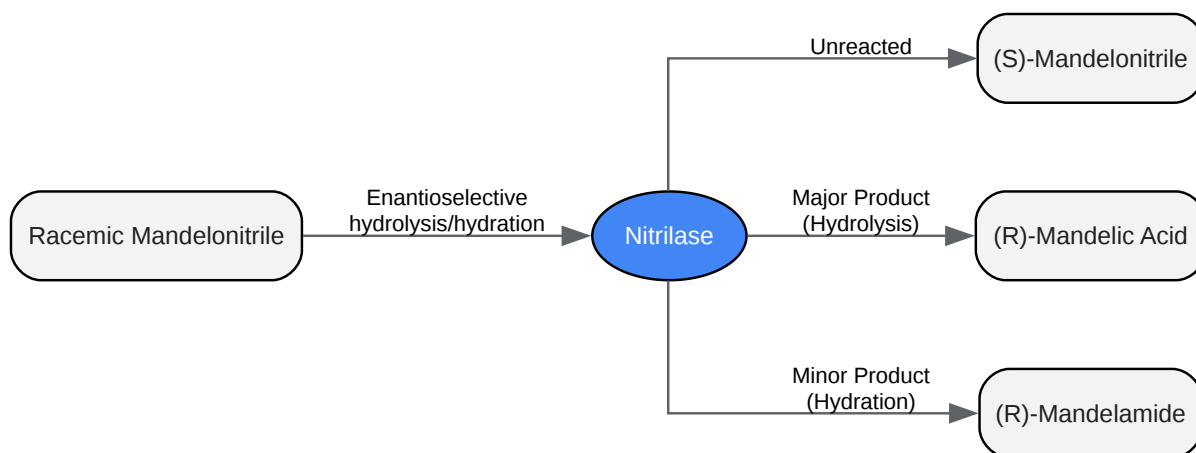 Unreacted
(S)-Mandelonitrile
Racemic Mandelonitrile
Enantioselective
hydrolysis/hydration
Nitrilase
Major Product
(Hydrolysis)
(R)-Mandelic Acid
Minor Product
(Hydration)
(R)-Mandelamide